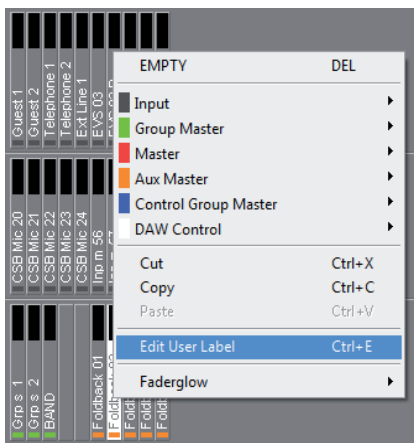 Guest 1
Guest 2
Telephone 1
Telephone 2
Ext Line 1
EVS 03
EMPTY DEL
Input
Group Master
Master
Aux Master
Control Group Master
DAW Control
Cut Ctrl+X
Copy Ctrl+C
Paste Ctrl+V
Edit User Label Ctrl+E
Faderglow
CSB Mic 20
CSB Mic 21
CSB Mic 22
CSB Mic 23
CSB Mic 24
Inp m 56
Grp s 1
Grp s 2
BAND
Foldback 01